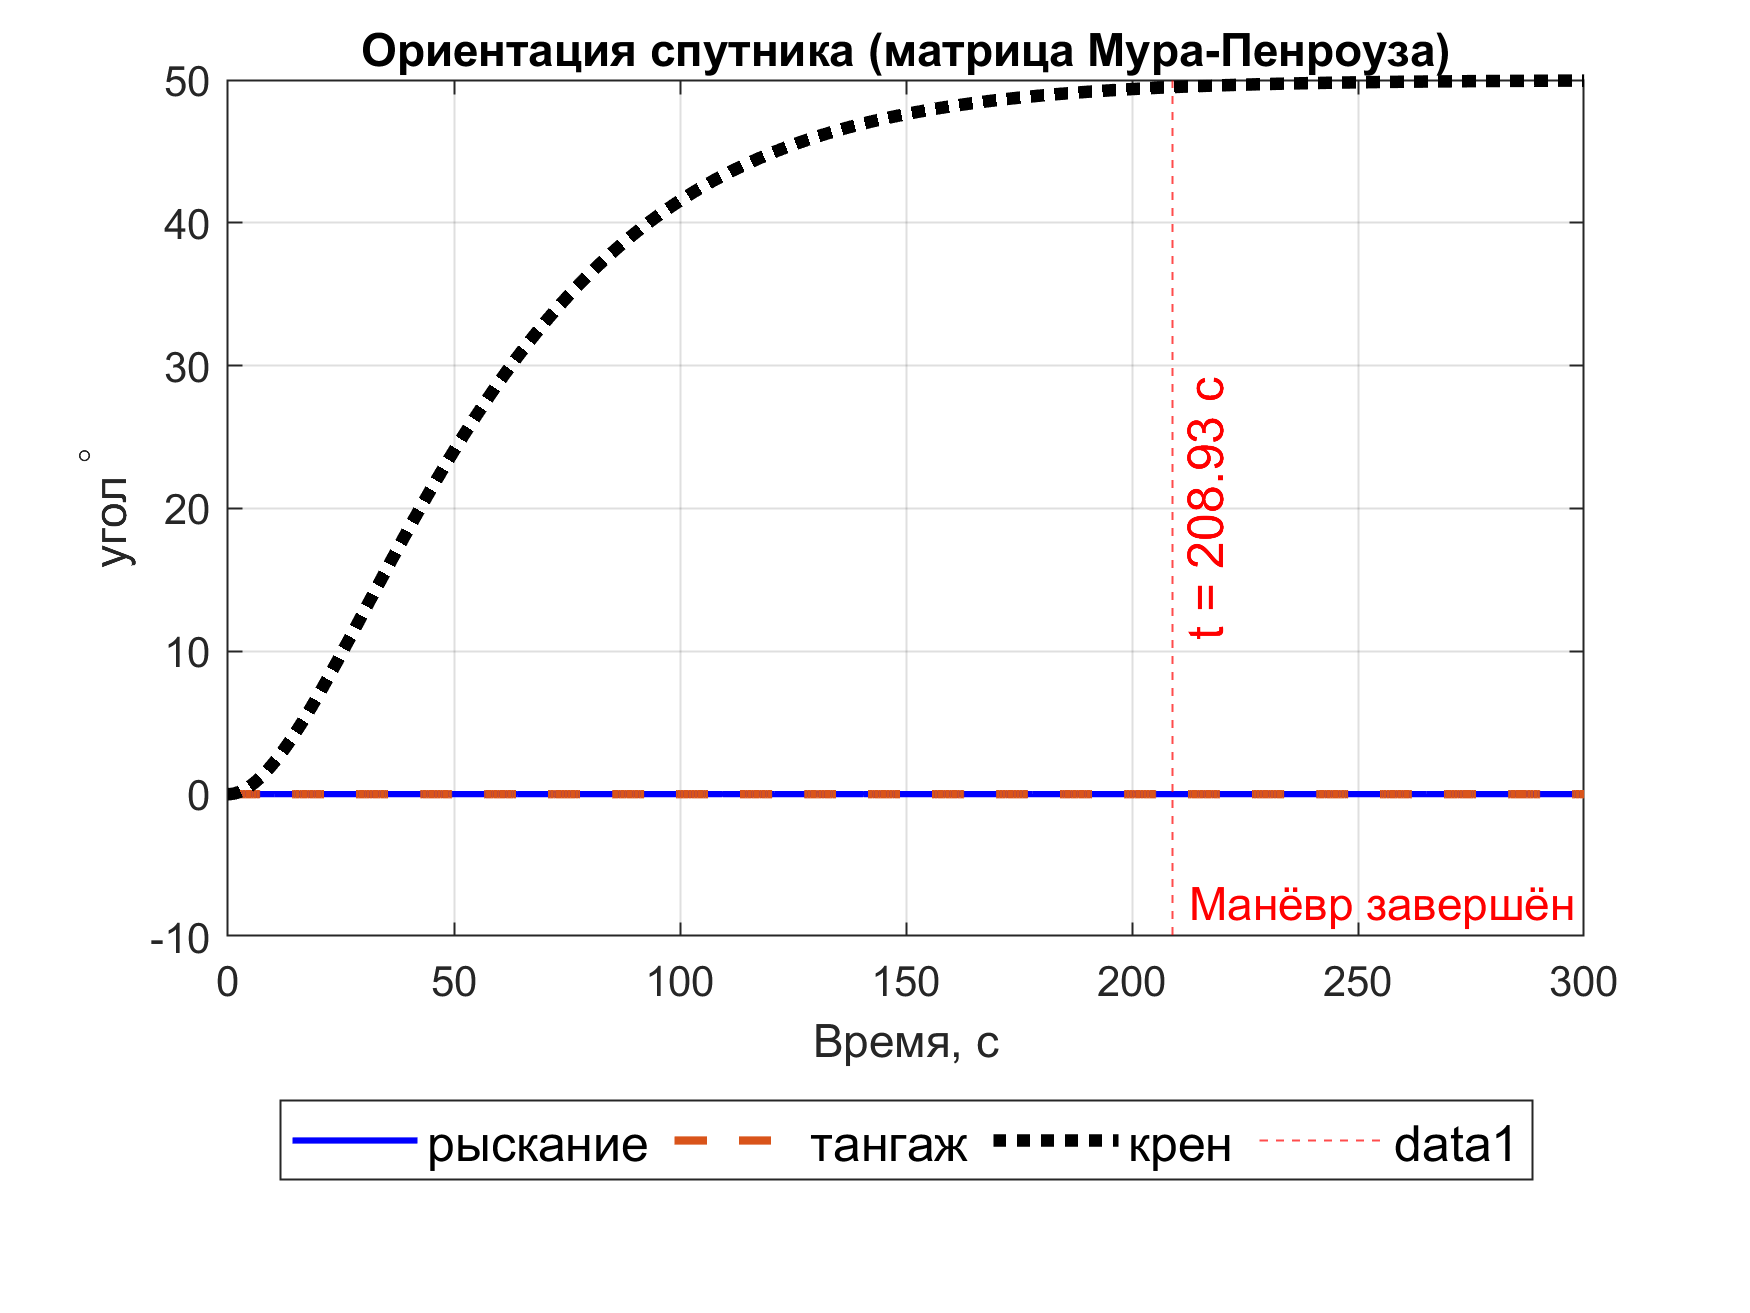 Ориентация спутника (матрица Мура-Пенроуза)
50
40
30
20
10
0
-10
угол °
t = 208.93 с
Манёвр завершён
0 50 100 150 200 250 300
Время, с
рыскание тангаж крен data1